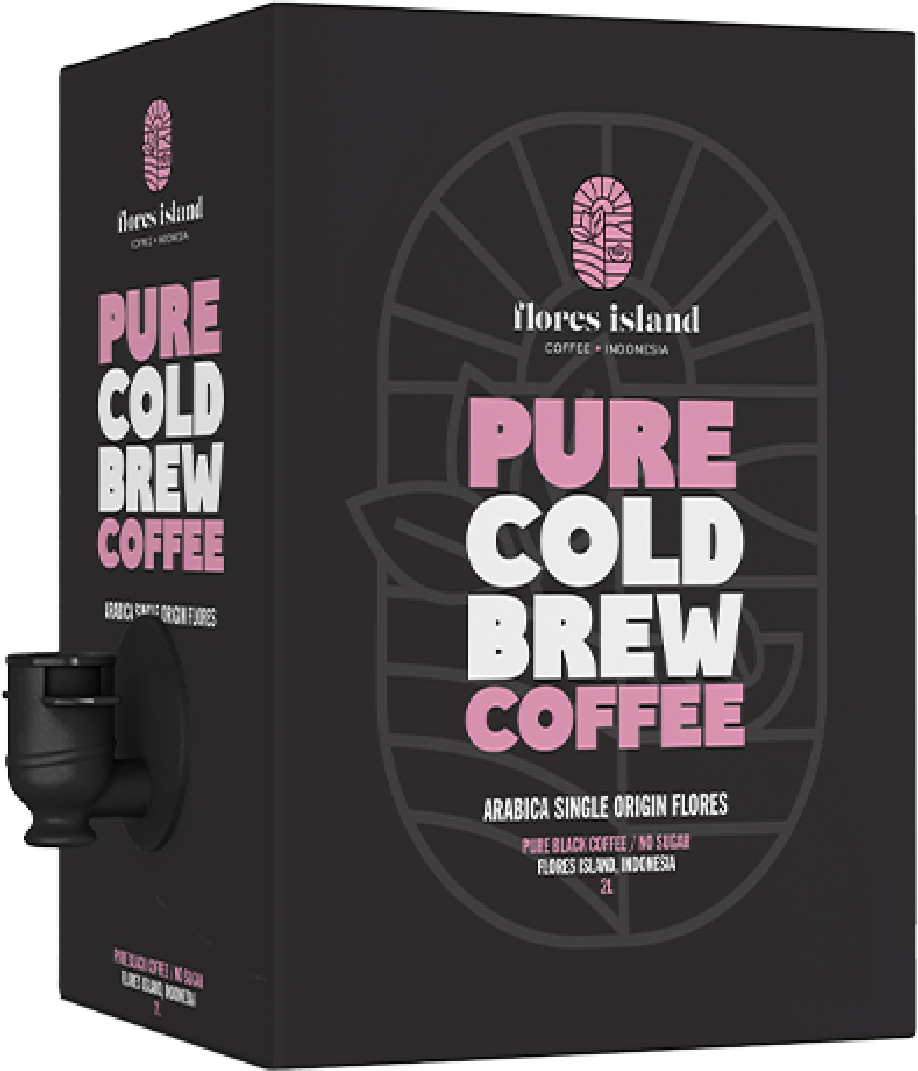 flores island
COFFEE • INDONESIA
PURE
COLD
BREW
COFFEE
ARABICA SINGLE ORIGIN FLORES
PURE BLACK COFFEE / NO SUGAR
FLORES ISLAND, INDONESIA
2L
flores island
COFFEE • INDONESIA
PURE
COLD
BREW
COFFEE
ARABICA SINGLE ORIGIN FLORES
PURE BLACK COFFEE / NO SUGAR
FLORES ISLAND, INDONESIA
2L